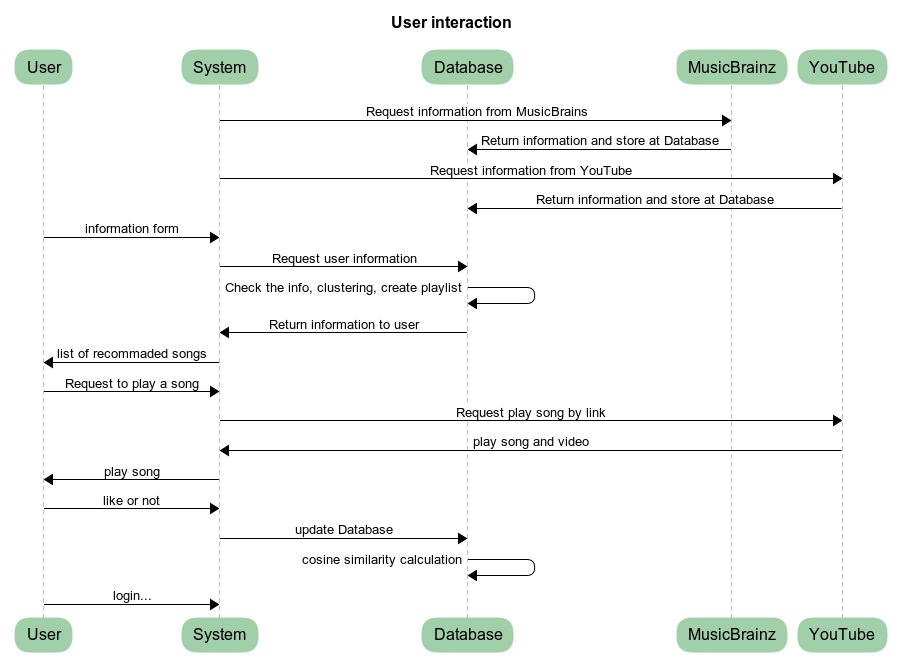 User interaction
User System Database MusicBrainz YouTube
Request information from MusicBrains
Return information and store at Database
Request information from YouTube
Return information and store at Database
information form
Request user information
Check the info, clustering, create playlist
Return information to user
list of recommaded songs
Request to play a song
Request play song by link
play song and video
play song
like or not
update Database
cosine similarity calculation
login...
User System Database MusicBrainz YouTube